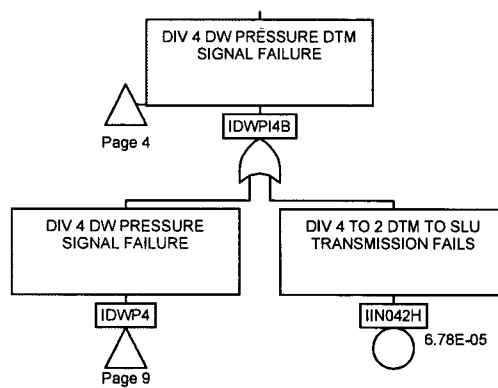 DIV 4 DW PRESSURE DTM
SIGNAL FAILURE
Page 4
IDWPI4B
DIV 4 DW PRESSURE
SIGNAL FAILURE
DIV 4 TO 2 DTM TO SLU
TRANSMISSION FAILS
IDWP4
IIN042H
6.78E-05
Page 9